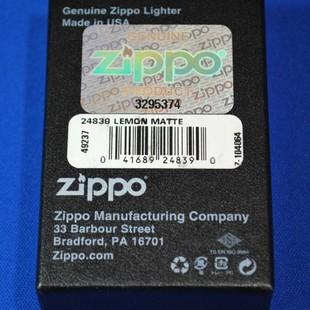 Genuine Zippo Lighter
Made in USA
GENUINE
zippo
PRODUCT
3295374
24839 LEMON MATTE
49237
0 41689 24839 0
zippo
Zippo Manufacturing Company
33 Barbour Street
Bradford, PA 16701
Zippo.com